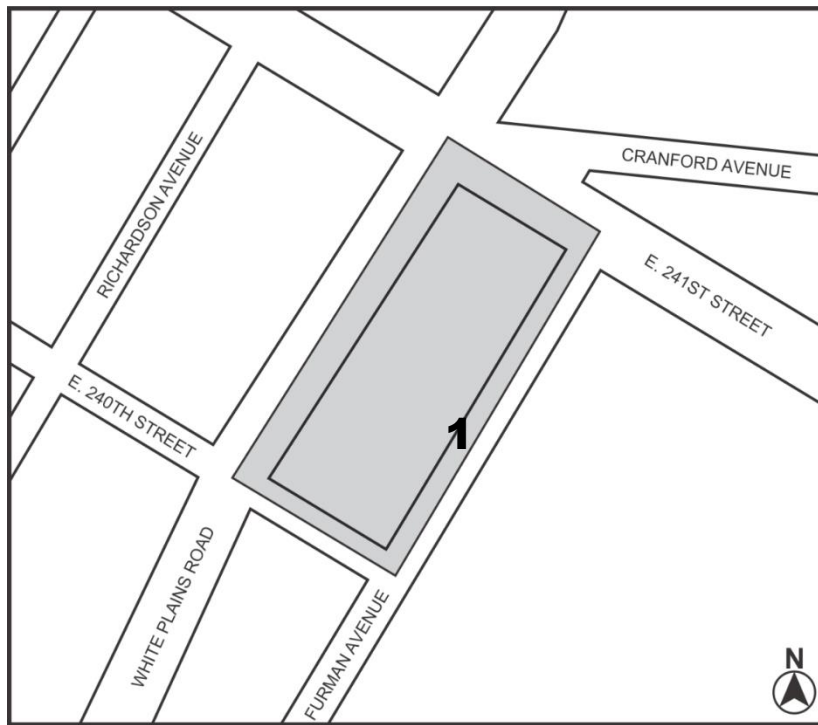 CRANFORD AVENUE
RICHARDSON AVENUE
E. 241ST STREET
E. 240TH STREET
1
WHITE PLAINS ROAD
FURMAN AVENUE
N